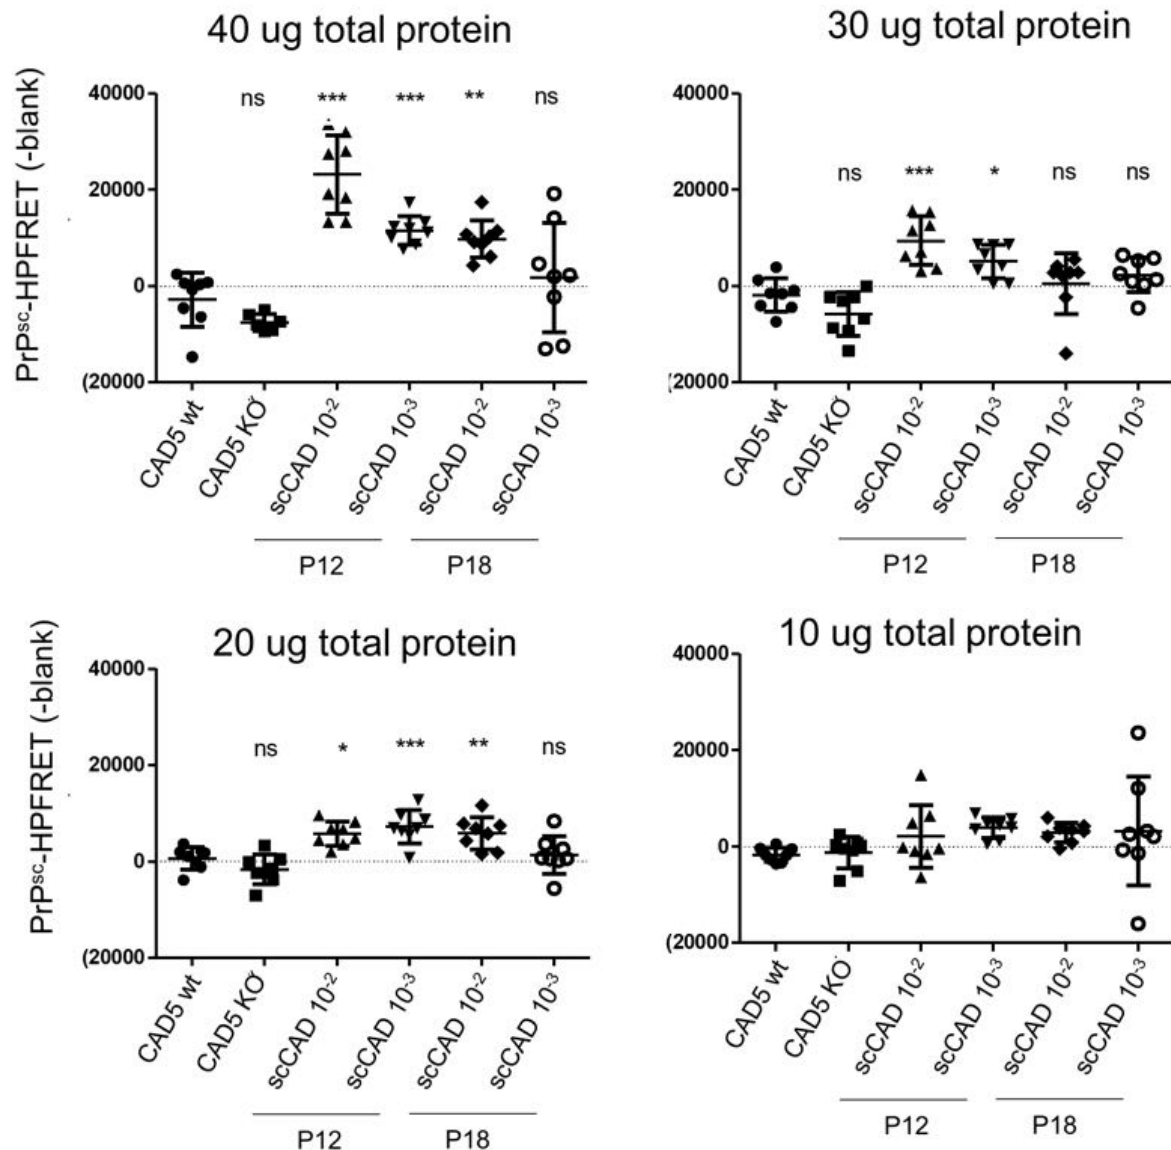 40 ug total protein
PrPsc-HPFRET (-blank)
40000
20000
0
(20000
ns
***
***
**
ns
CAD5 wt
CAD5 KO
scCAD 10-2
scCAD 10-3
scCAD 10-2
scCAD 10-3
P12
P18
30 ug total protein
40000
20000
0
(20000
ns
***
*
ns
ns
CAD5 wt
CAD5 KO
scCAD 10-2
scCAD 10-3
scCAD 10-2
scCAD 10-3
P12
P18
20 ug total protein
PrPsc-HPFRET (-blank)
40000
20000
0
(20000
ns
*
***
**
ns
CAD5 wt
CAD5 KO
scCAD 10-2
scCAD 10-3
scCAD 10-2
scCAD 10-3
P12
P18
10 ug total protein
40000
20000
0
(20000
CAD5 wt
CAD5 KO
scCAD 10-2
scCAD 10-3
scCAD 10-2
scCAD 10-3
P12
P18